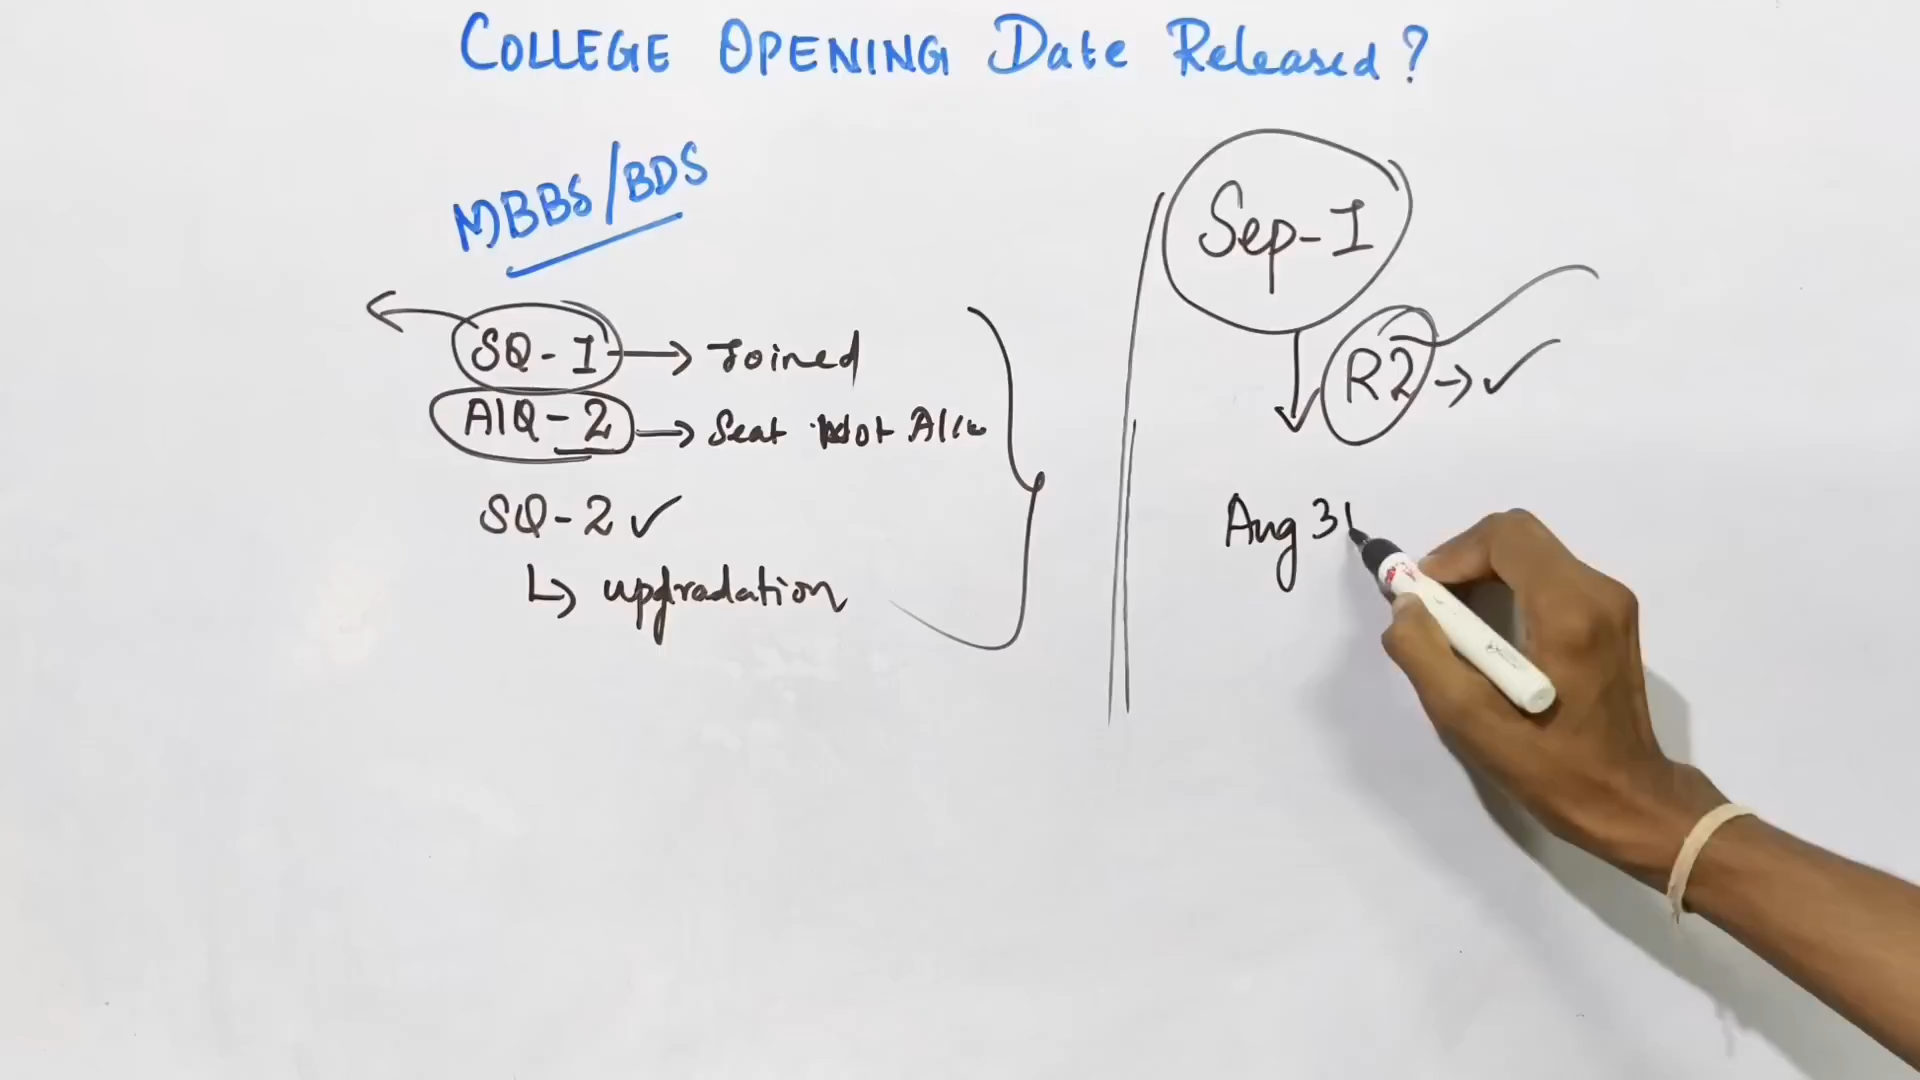 COLLEGE OPENING Date Released?
MBBS/BDS
SQ-I → Joined
AIQ-2 → Seat Not
SQ-2 ✓
↳ upgradation
Sep-I
R2 → ✓
Aug 31